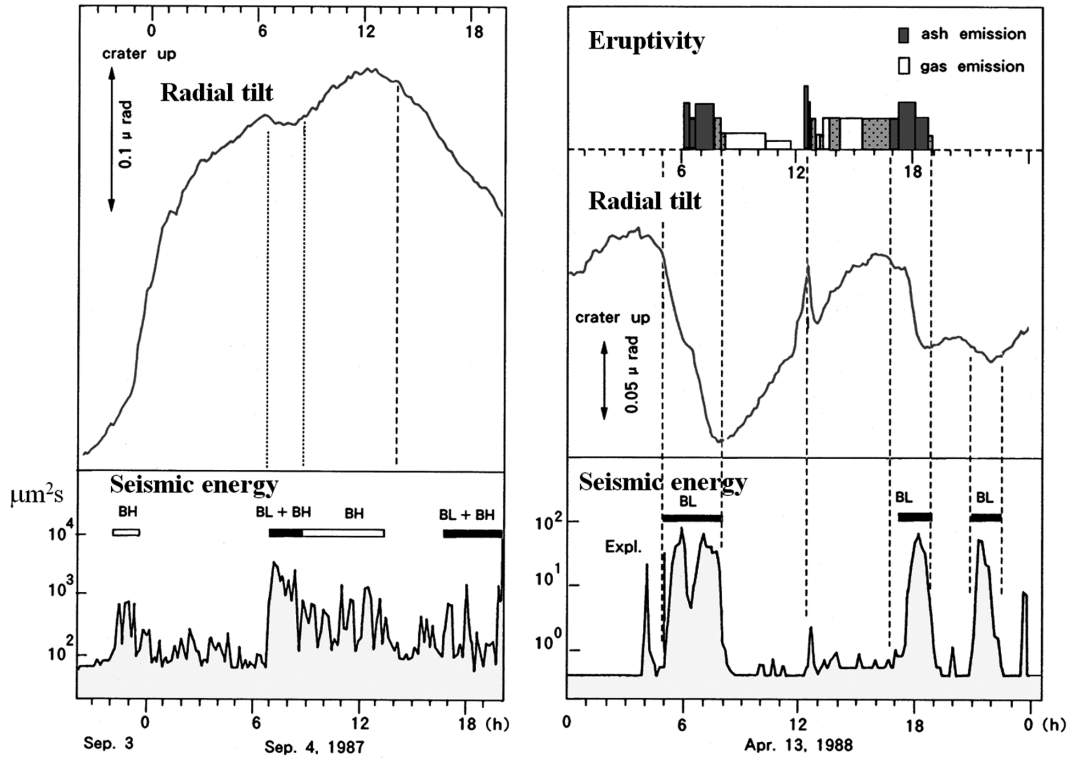 0 6 12 18
crater up
0.1 μ rad
Radial tilt
Seismic energy
μm²s
BH BL + BH BH BL + BH
10⁴
10³
10²
0 6 12 18 (h)
Sep. 3 Sep. 4, 1987
Eruptivity
ash emission
gas emission
6 12 18
Radial tilt
crater up
0.05 μ rad
Seismic energy
BL BL BL
10²
Expl.
10¹
10⁰
0 6 12 18 0 (h)
Apr. 13, 1988